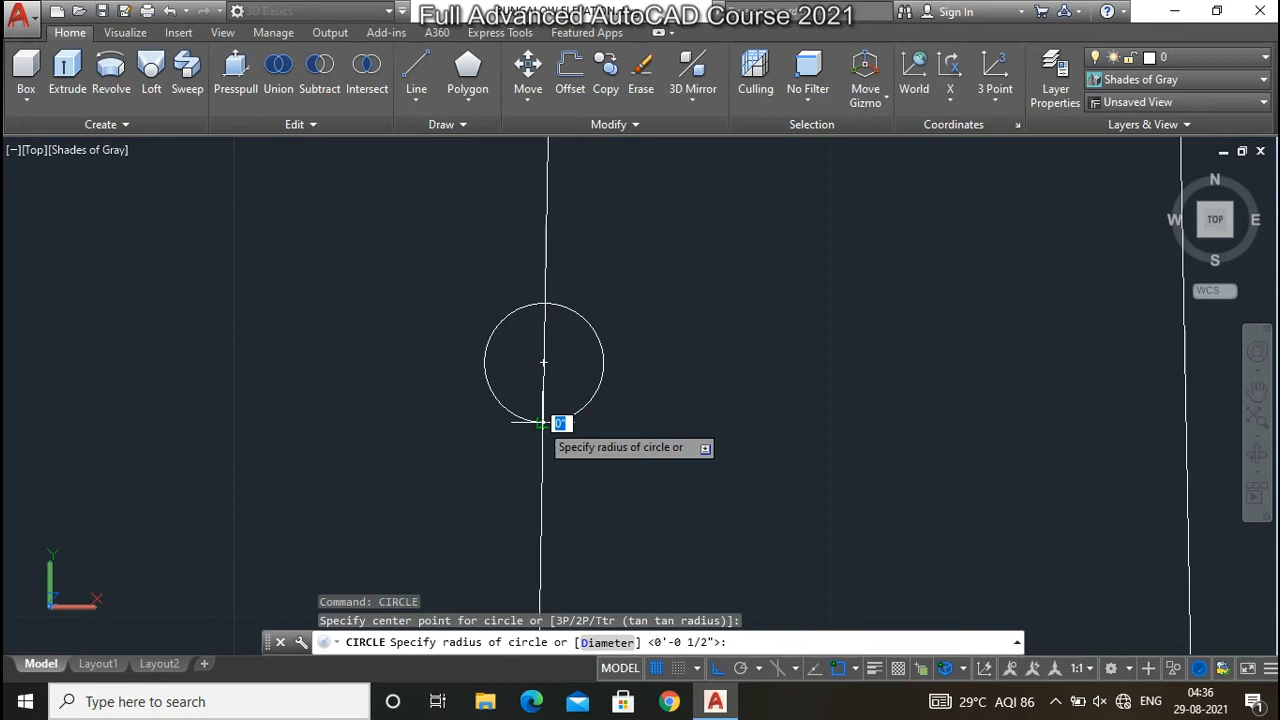 Full Advanced AutoCAD Course 2021
3D Basics
Sign In
Home Visualize Insert View Manage Output Add-ins A360 Express Tools Featured Apps
Box Extrude Revolve Loft Sweep Presspull Union Subtract Intersect Line Polygon Move Offset Copy Erase 3D Mirror Culling No Filter Move Gizmo World X 3 Point Layer Properties
0
Shades of Gray
Unsaved View
Create Edit Draw Modify Selection Coordinates Layers & View
[−][Top][Shades of Gray]
N
W TOP E
S
WCS
0"
Specify radius of circle or
Y
X
Command: CIRCLE
Specify center point for circle or [3P/2P/Ttr (tan tan radius)]:
CIRCLE Specify radius of circle or [Diameter] <0'-0 1/2">:
Model Layout1 Layout2 +
MODEL 1:1
Type here to search
29°C AQI 86
ENG
04:36
29-08-2021
1